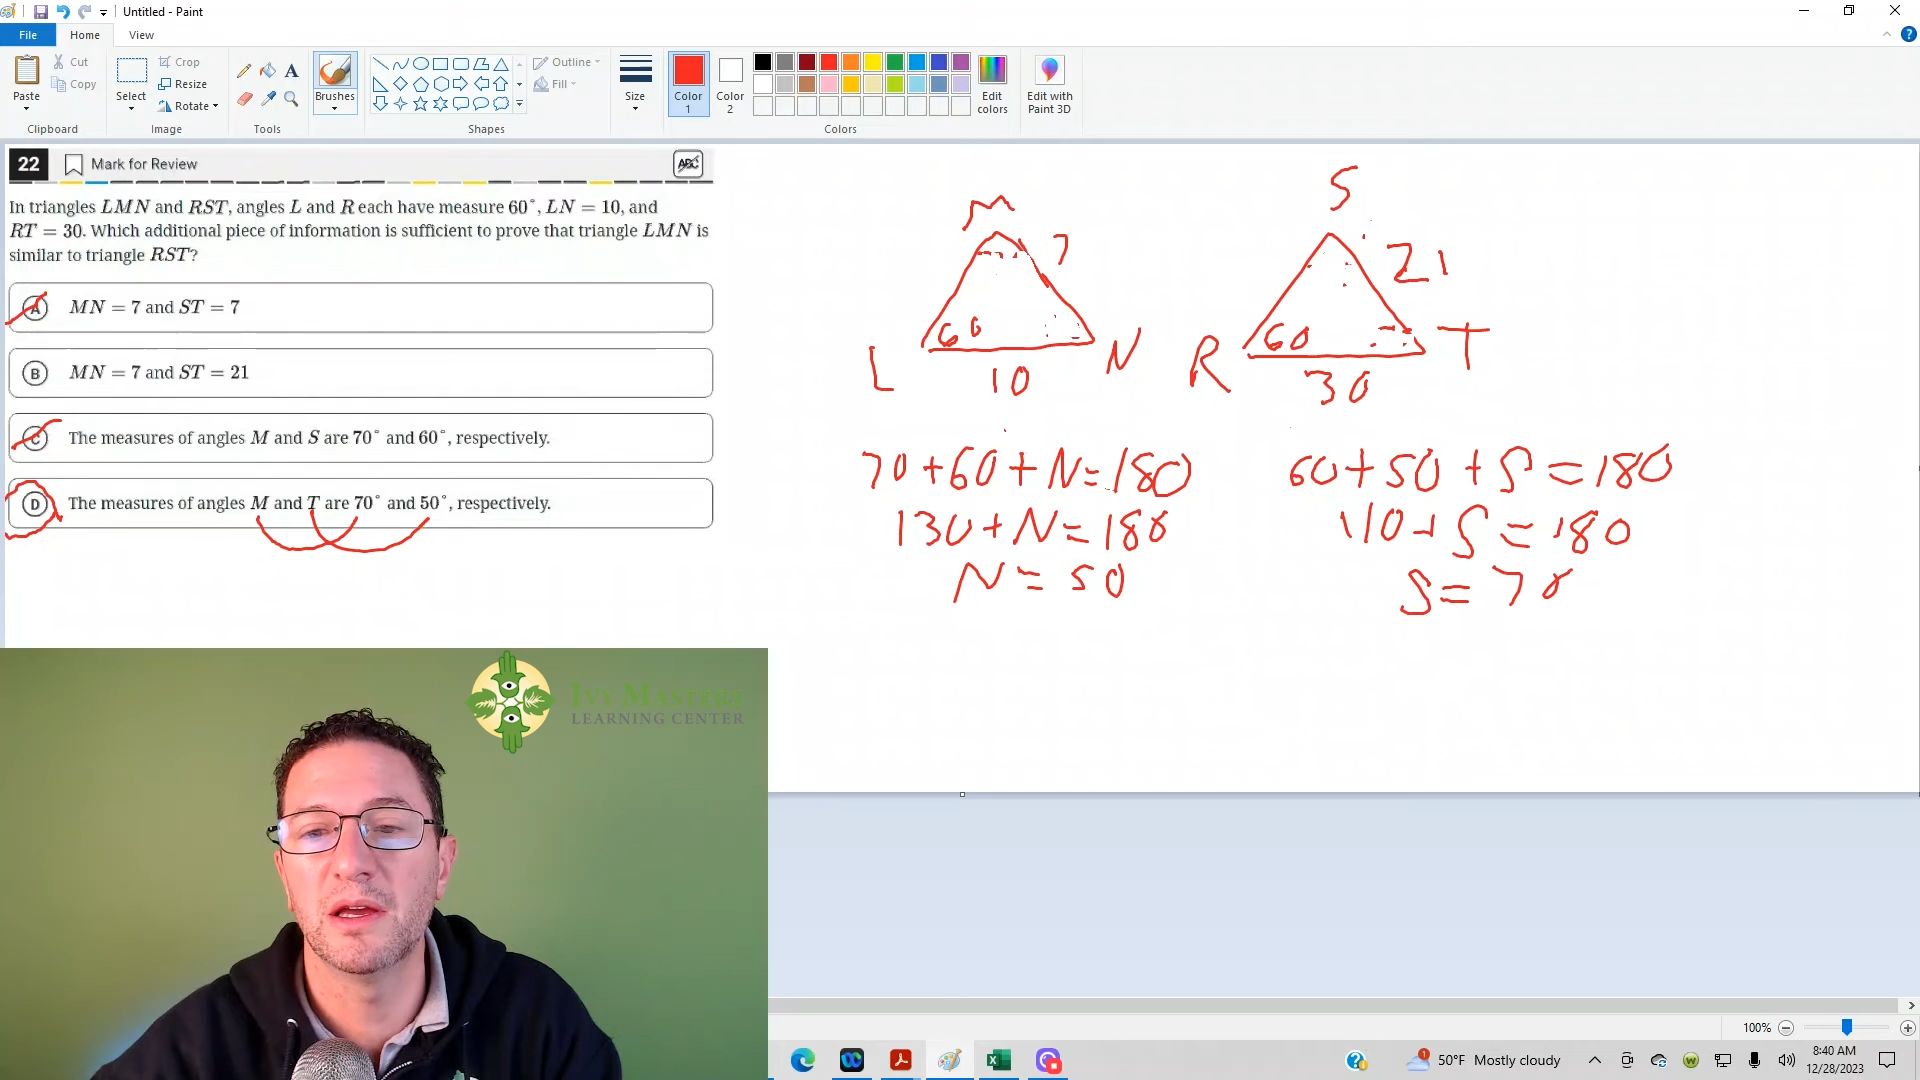 Untitled - Paint
File Home View
Paste
Cut
Copy
Clipboard
Select
Crop
Resize
Rotate
Image
A
Tools
Brushes
Outline
Fill
Shapes
Size
Color 1
Color 2
Edit colors
Colors
Edit with Paint 3D
22 Mark for Review ABC
In triangles LMN and RST, angles L and R each have measure 60°, LN = 10, and
RT = 30. Which additional piece of information is sufficient to prove that triangle LMN is
similar to triangle RST?
A MN = 7 and ST = 7
B MN = 7 and ST = 21
C The measures of angles M and S are 70° and 60°, respectively.
D The measures of angles M and T are 70° and 50°, respectively.
M
7
60
L 10 N
S
21
60
R 30 T
70+60+N=180
130+N=180
N=50
60+50+S=180
110+S=180
S=70
IVY MASTERS
LEARNING CENTER
100%
50°F Mostly cloudy
8:40 AM
12/28/2023